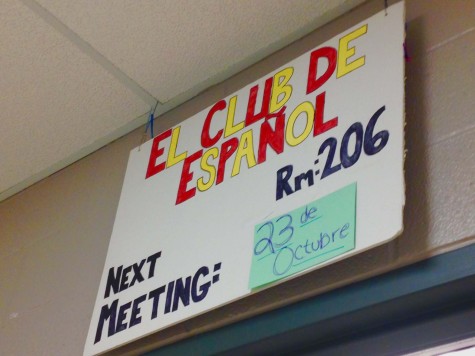 EL CLUB DE
ESPAÑOL
Rm: 206
NEXT
MEETING:
23 de
Octubre